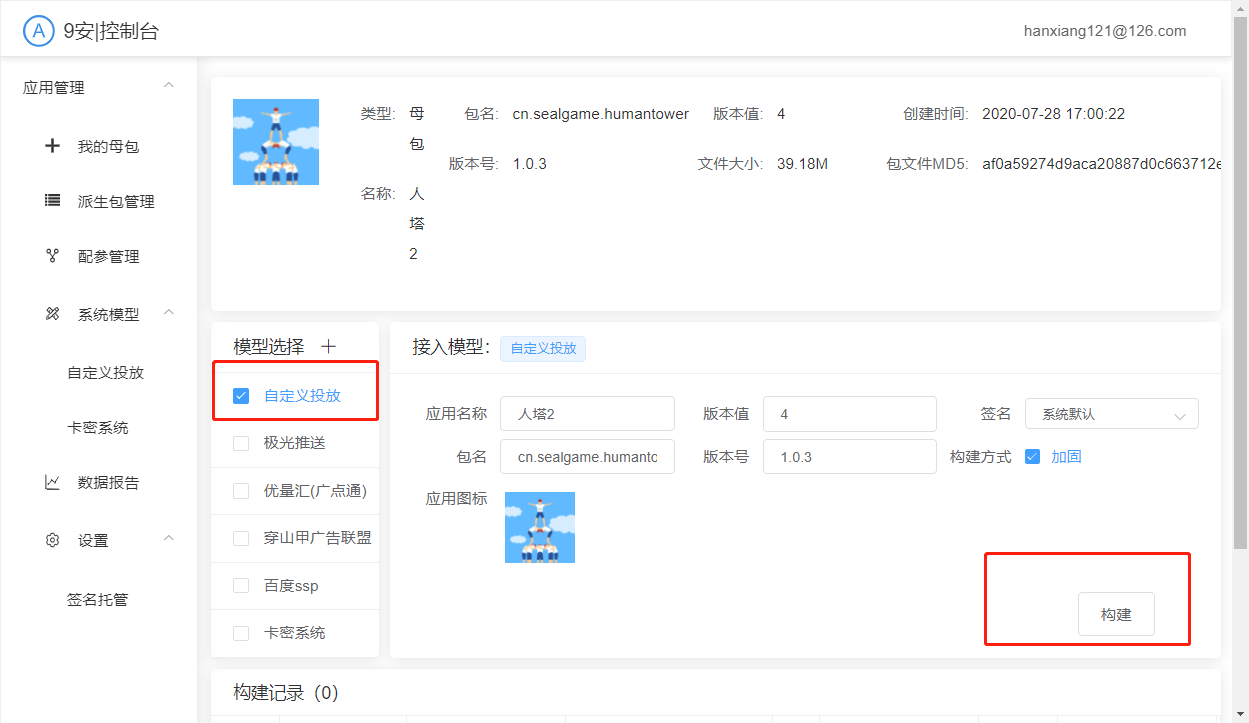 A 9安|控制台
hanxiang121@126.com
应用管理
我的母包
派生包管理
配参管理
系统模型
自定义投放
卡密系统
数据报告
设置
签名托管
类型: 母包
名称: 人塔2
包名: cn.sealgame.humantower
版本值: 4
创建时间: 2020-07-28 17:00:22
版本号: 1.0.3
文件大小: 39.18M
包文件MD5: af0a59274d9aca20887d0c663712e
模型选择
自定义投放
极光推送
优量汇(广点通)
穿山甲广告联盟
百度ssp
卡密系统
接入模型: 自定义投放
应用名称 人塔2
版本值 4
签名 系统默认
包名 cn.sealgame.humanto
版本号 1.0.3
构建方式 加固
应用图标
构建
构建记录（0）